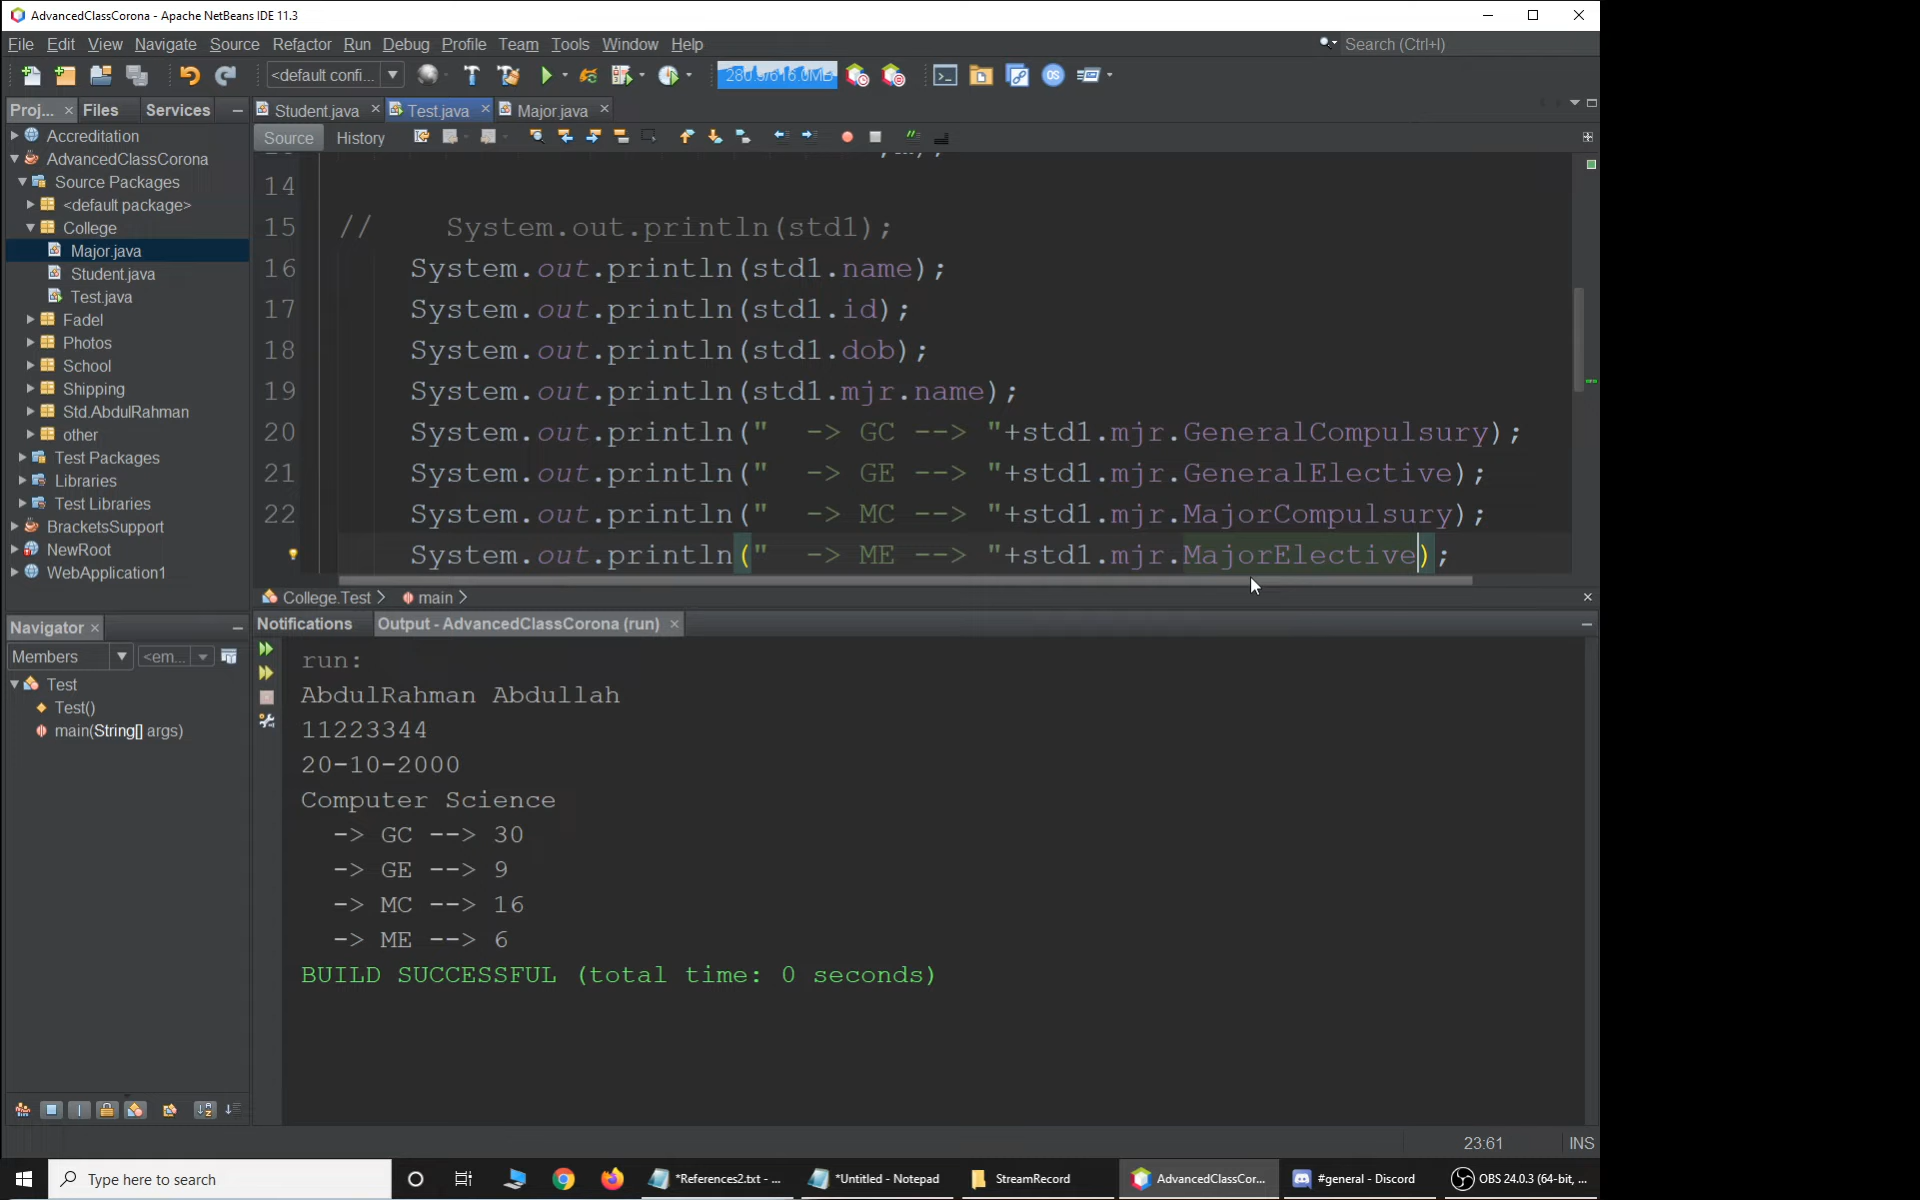 AdvancedClassCorona - Apache NetBeans IDE 11.3
File Edit View Navigate Source Refactor Run Debug Profile Team Tools Window Help
Search (Ctrl+I)
<default confi...
Proj... Files Services
Student.java Test.java Major.java
Source History
Accreditation
AdvancedClassCorona
Source Packages
<default package>
College
Major.java
Student.java
Test.java
Fadel
Photos
School
Shipping
Std.AbdulRahman
other
Test Packages
Libraries
Test Libraries
BracketsSupport
NewRoot
WebApplication1
14
15 // System.out.println(std1);
16 System.out.println(std1.name);
17 System.out.println(std1.id);
18 System.out.println(std1.dob);
19 System.out.println(std1.mjr.name);
20 System.out.println("  -> GC --> "+std1.mjr.GeneralCompulsury);
21 System.out.println("  -> GE --> "+std1.mjr.GeneralElective);
22 System.out.println("  -> MC --> "+std1.mjr.MajorCompulsury);
System.out.println("  -> ME --> "+std1.mjr.MajorElective);
College.Test main
Navigator
Members <em...
Test
Test()
main(String[] args)
Notifications Output - AdvancedClassCorona (run)
run:
AbdulRahman Abdullah
11223344
20-10-2000
Computer Science
-> GC --> 30
-> GE --> 9
-> MC --> 16
-> ME --> 6
BUILD SUCCESSFUL (total time: 0 seconds)
23:61 INS
Type here to search
*References2.txt - ...
*Untitled - Notepad
StreamRecord
AdvancedClassCor...
#general - Discord
OBS 24.0.3 (64-bit, ...